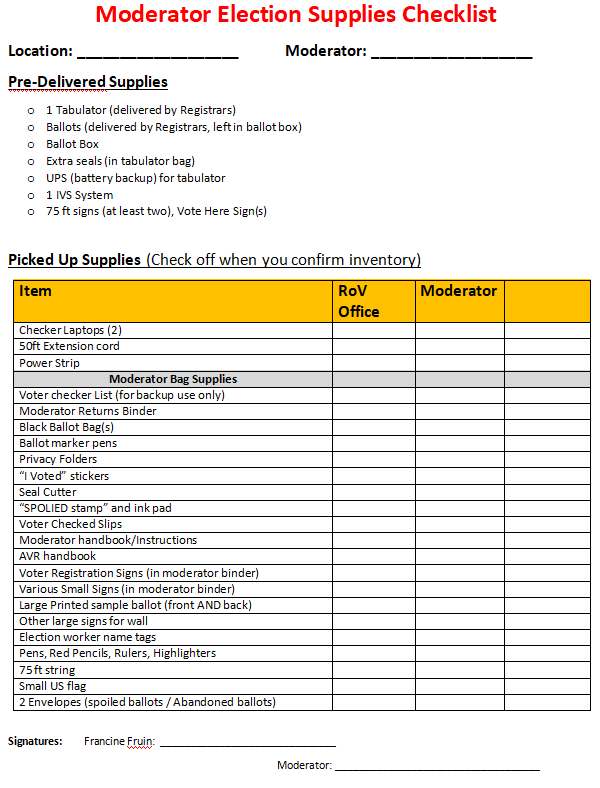 Moderator Election Supplies Checklist
Location: ___________________ Moderator: ___________________
Pre-Delivered Supplies
o 1 Tabulator (delivered by Registrars)
o Ballots (delivered by Registrars, left in ballot box)
o Ballot Box
o Extra seals (in tabulator bag)
o UPS (battery backup) for tabulator
o 1 IVS System
o 75 ft signs (at least two), Vote Here Sign(s)
Picked Up Supplies (Check off when you confirm inventory)
Item RoV Moderator
Office
Checker Laptops (2)
50ft Extension cord
Power Strip
Moderator Bag Supplies
Voter checker List (for backup use only)
Moderator Returns Binder
Black Ballot Bag(s)
Ballot marker pens
Privacy Folders
“I Voted” stickers
Seal Cutter
“SPOLIED stamp” and ink pad
Voter Checked Slips
Moderator handbook/Instructions
AVR handbook
Voter Registration Signs (in moderator binder)
Various Small Signs (in moderator binder)
Large Printed sample ballot (front AND back)
Other large signs for wall
Election worker name tags
Pens, Red Pencils, Rulers, Highlighters
75 ft string
Small US flag
2 Envelopes (spoiled ballots / Abandoned ballots)
Signatures: Francine Fruin: ______________________________
Moderator: ___________________________________